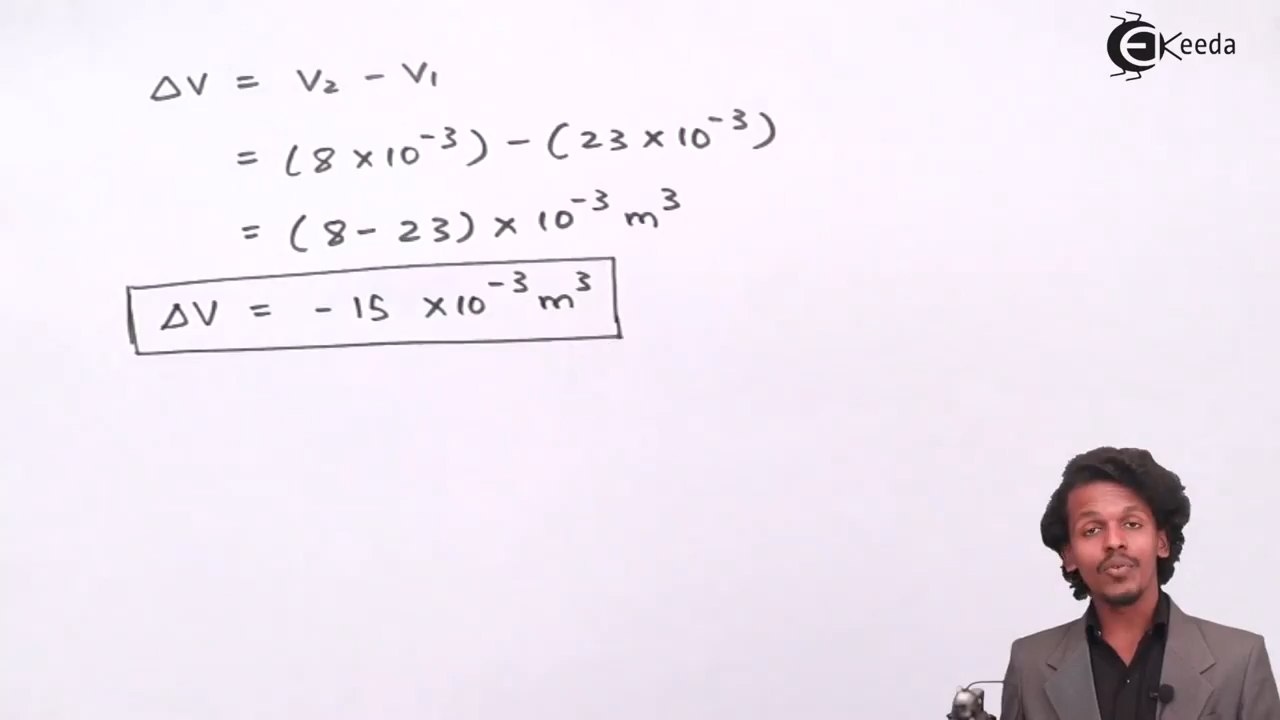 ΔV = V₂ - V₁
= (8 × 10⁻³) - (23 × 10⁻³)
= (8 - 23) × 10⁻³ m³
ΔV = - 15 × 10⁻³ m³
EKeeda